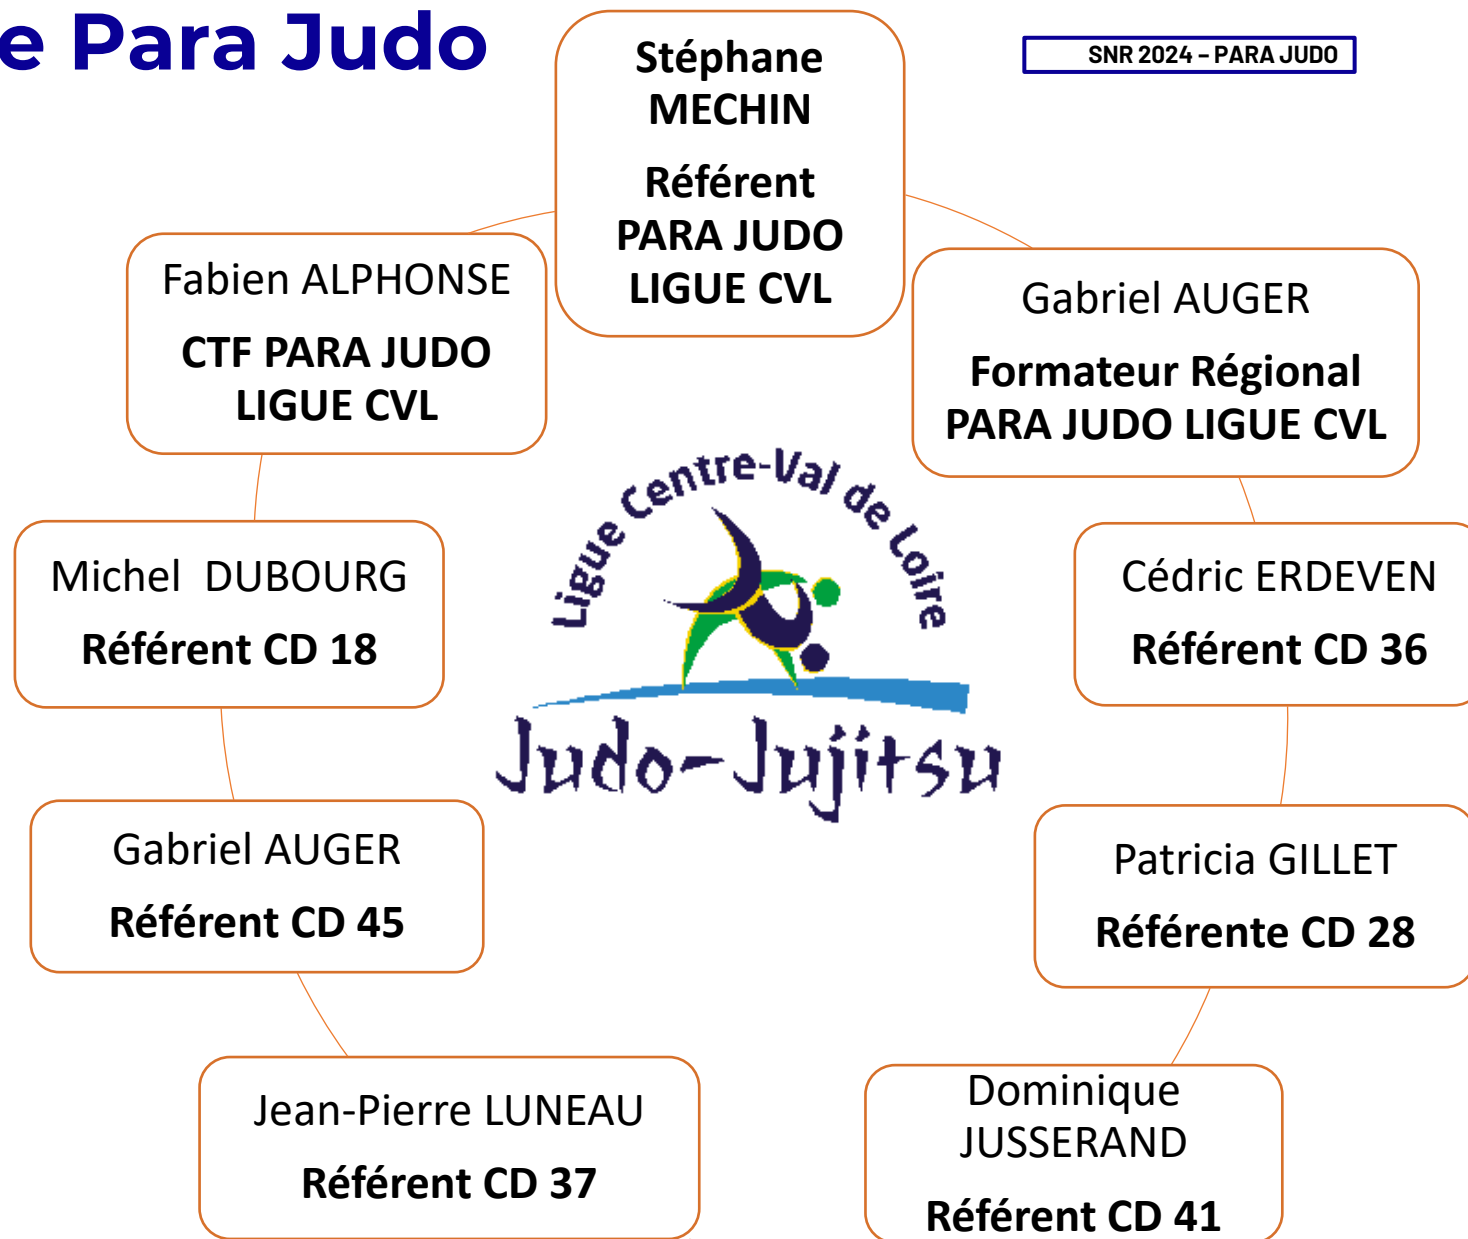 e Para Judo
SNR 2024 – PARA JUDO
Stéphane
MECHIN
Référent
PARA JUDO
LIGUE CVL
Fabien ALPHONSE
CTF PARA JUDO
LIGUE CVL
Gabriel AUGER
Formateur Régional
PARA JUDO LIGUE CVL
Ligue Centre-Val de Loire
Judo-Jujitsu
Michel DUBOURG
Référent CD 18
Cédric ERDEVEN
Référent CD 36
Gabriel AUGER
Référent CD 45
Patricia GILLET
Référente CD 28
Jean-Pierre LUNEAU
Référent CD 37
Dominique
JUSSERAND
Référent CD 41